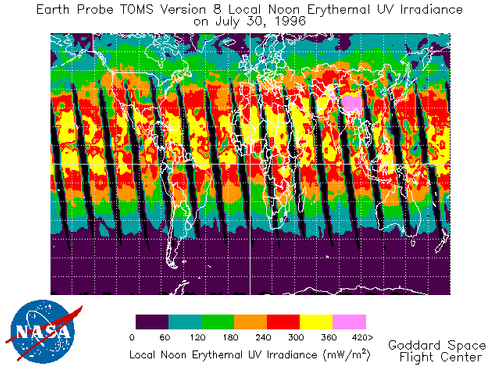 Earth Probe TOMS Version 8 Local Noon Erythemal UV Irradiance
on July 30, 1996
NASA
0 60 120 180 240 300 360 420>
Local Noon Erythemal UV Irradiance (mW/m²)
Goddard Space
Flight Center